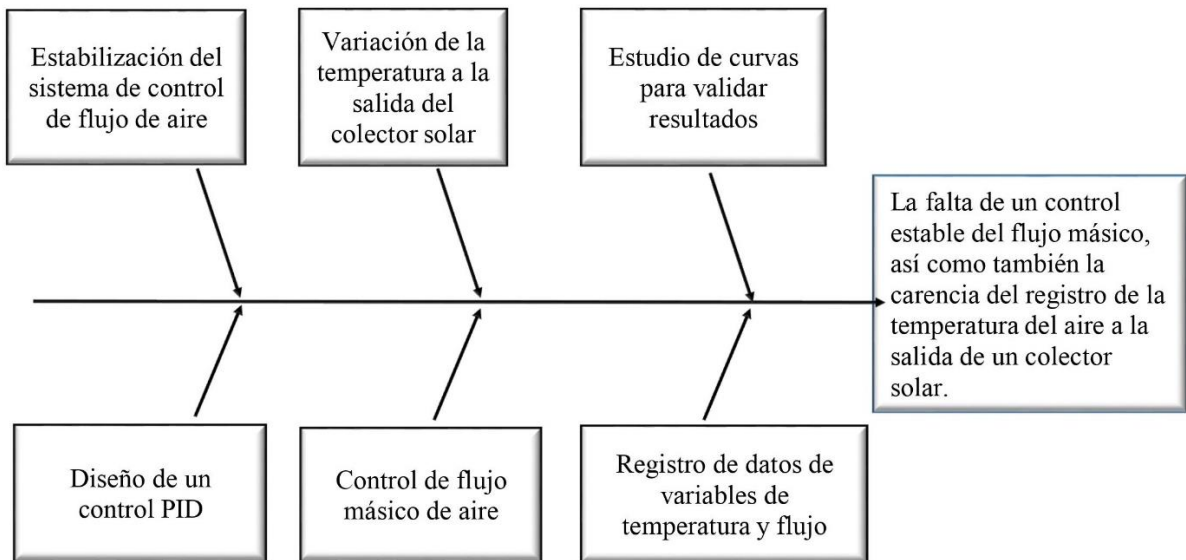 Estabilización del
sistema de control
de flujo de aire
Variación de la
temperatura a la
salida del
colector solar
Estudio de curvas
para validar
resultados
La falta de un control
estable del flujo másico,
así como también la
carencia del registro de la
temperatura del aire a la
salida de un colector
solar.
Diseño de un
control PID
Control de flujo
másico de aire
Registro de datos de
variables de
temperatura y flujo